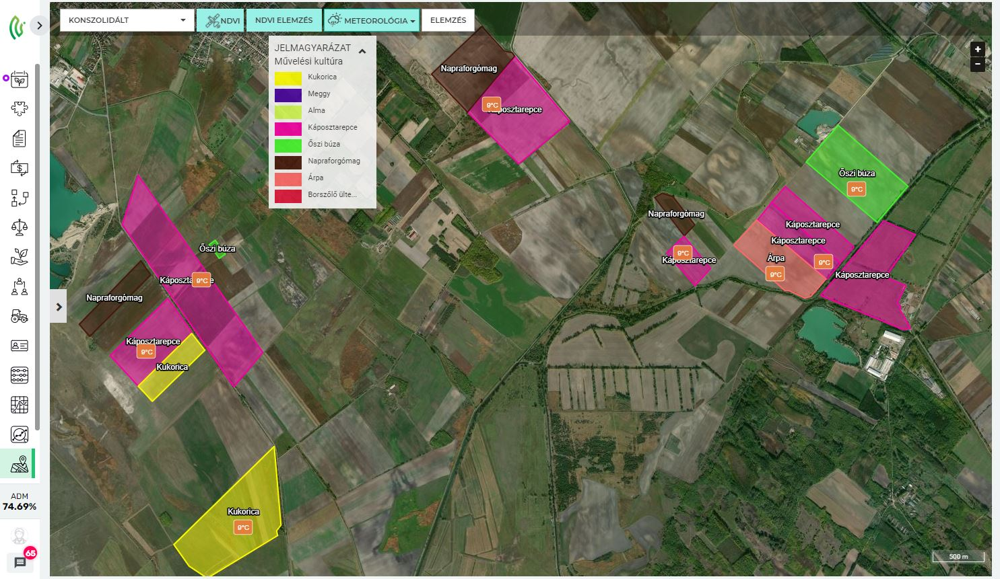 KONSZOLIDÁLT
NDVI
NDVI ELEMZÉS
METEOROLÓGIA
ELEMZÉS
JELMAGYARÁZAT
Művelési kultúra
Kukorica
Meggy
Alma
Káposztarepce
Őszi búza
Napraforgómag
Árpa
Borszőlő ülte...
+
−
Napraforgómag
9°C
Káposztarepce
Őszi búza
9°C
Napraforgómag
Káposztarepce
Káposztarepce
9°C
Káposztarepce
Árpa
9°C
9°C
Káposztarepce
Őszi búza
Káposztarepce
9°C
Napraforgómag
Káposztarepce
9°C
Kukorica
Kukorica
9°C
ADM
74.69%
65
500 m